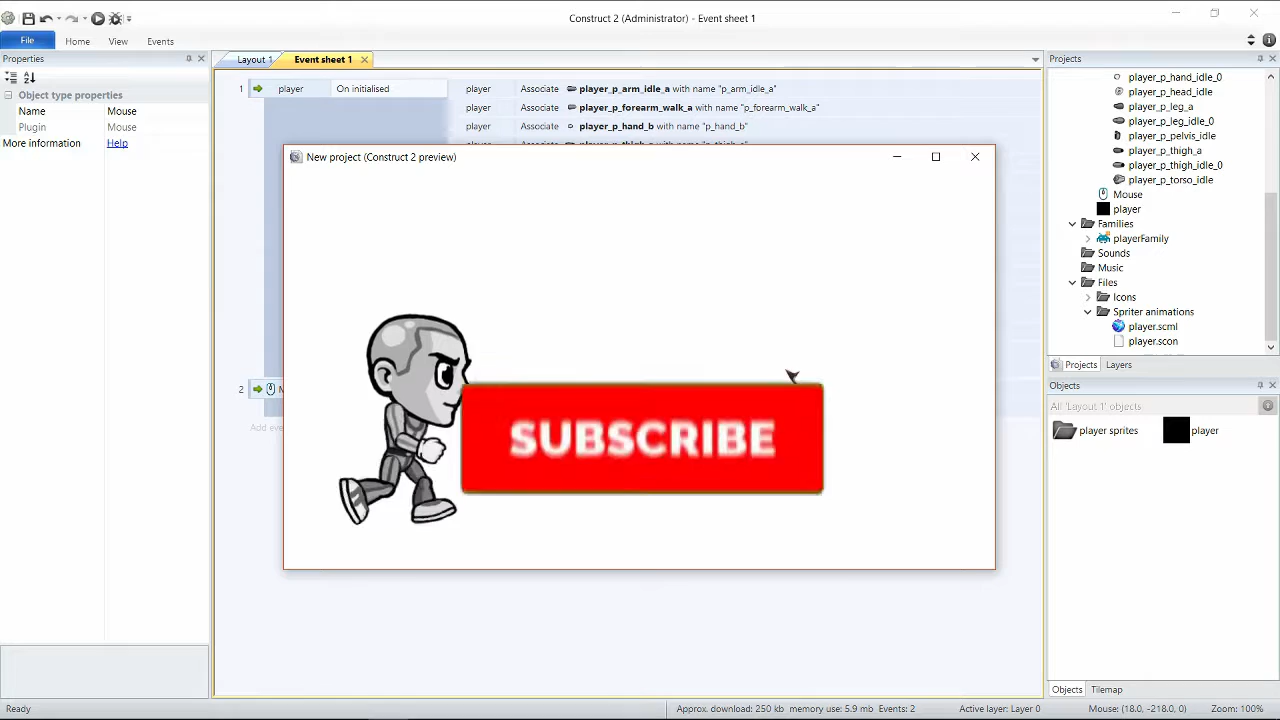 Construct 2 (Administrator) - Event sheet 1
File
Home
View
Events
Properties
Object type properties
Name
Mouse
Plugin
Mouse
More information
Help
Layout 1
Event sheet 1
1
player
On initialised
player
Associate
player_p_arm_idle_a with name "p_arm_idle_a"
player
Associate
player_p_forearm_walk_a with name "p_forearm_walk_a"
player
Associate
player_p_hand_b with name "p_hand_b"
New project (Construct 2 preview)
SUBSCRIBE
2
Projects
player_p_hand_idle_0
player_p_head_idle
player_p_leg_a
player_p_leg_idle_0
player_p_pelvis_idle
player_p_thigh_a
player_p_thigh_idle_0
player_p_torso_idle
Mouse
player
Families
playerFamily
Sounds
Music
Files
Icons
Spriter animations
player.scml
player.scon
Projects
Layers
Objects
All 'Layout 1' objects
player sprites
player
Objects
Tilemap
Ready
Approx. download: 250 kb
memory use: 5.9 mb
Events: 2
Active layer: Layer 0
Mouse: (18.0, -218.0, 0)
Zoom: 100%